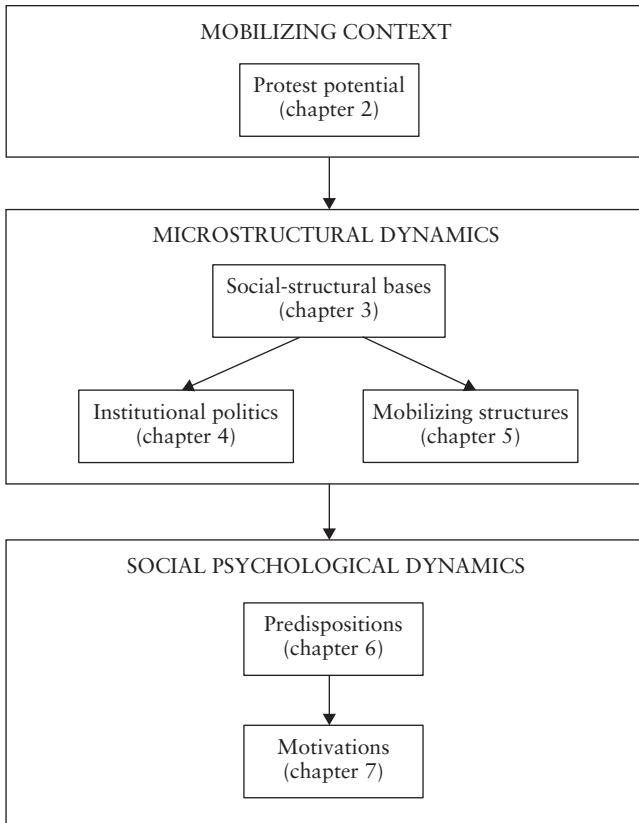 MOBILIZING CONTEXT
Protest potential
(chapter 2)
MICROSTRUCTURAL DYNAMICS
Social-structural bases
(chapter 3)
Institutional politics
(chapter 4)
Mobilizing structures
(chapter 5)
SOCIAL PSYCHOLOGICAL DYNAMICS
Predispositions
(chapter 6)
Motivations
(chapter 7)